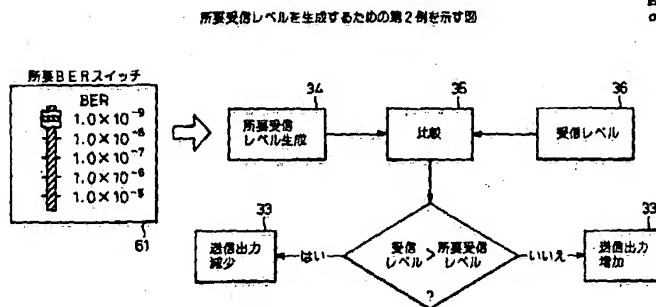 所要受信レベルを生成するための第2例を示す図
所要BERスイッチ
BER
1.0×10⁻⁹
1.0×10⁻⁸
1.0×10⁻⁷
1.0×10⁻⁶
1.0×10⁻⁵
61
34
所要受信
レベル生成
35
比較
36
受信レベル
33
送信出力
減少
はい
受信
レベル
>
所要受信
レベル
?
いいえ
33
送信出力
増加